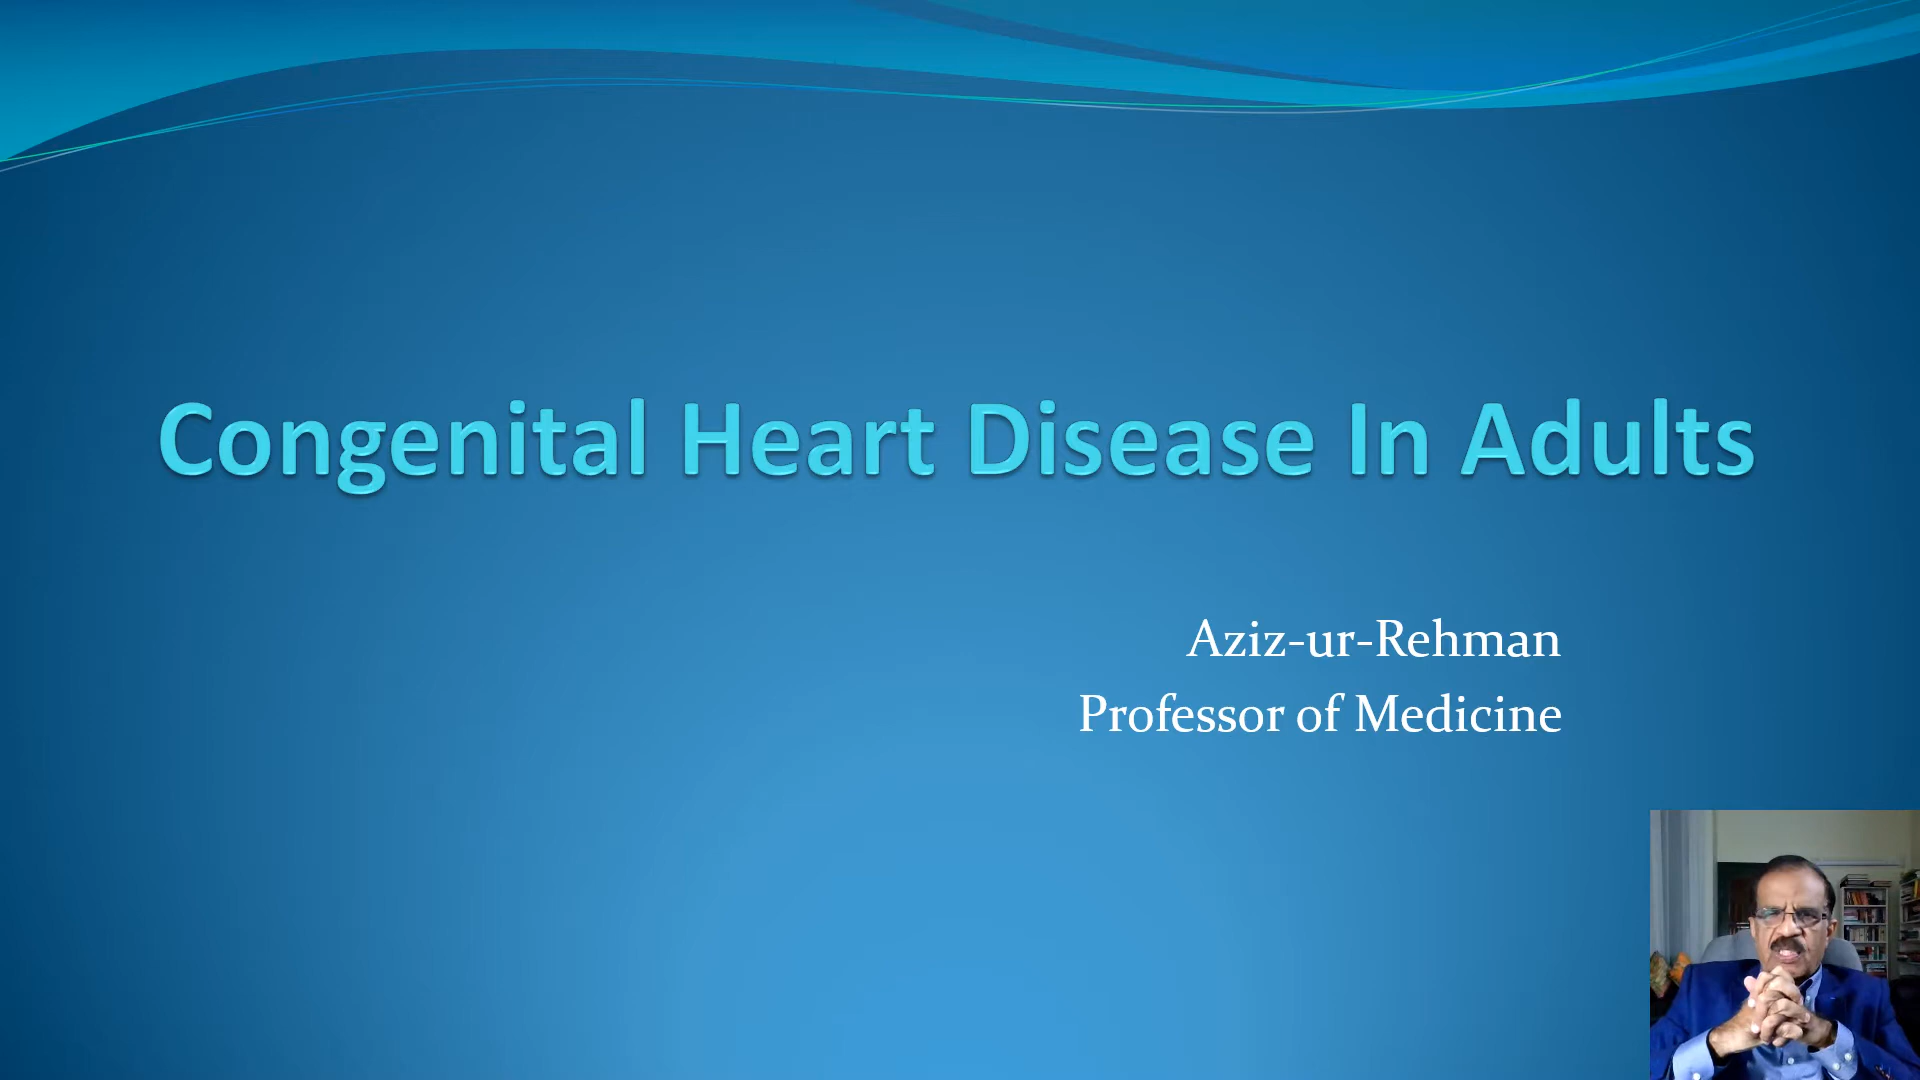 Congenital Heart Disease In Adults
Aziz-ur-Rehman
Professor of Medicine